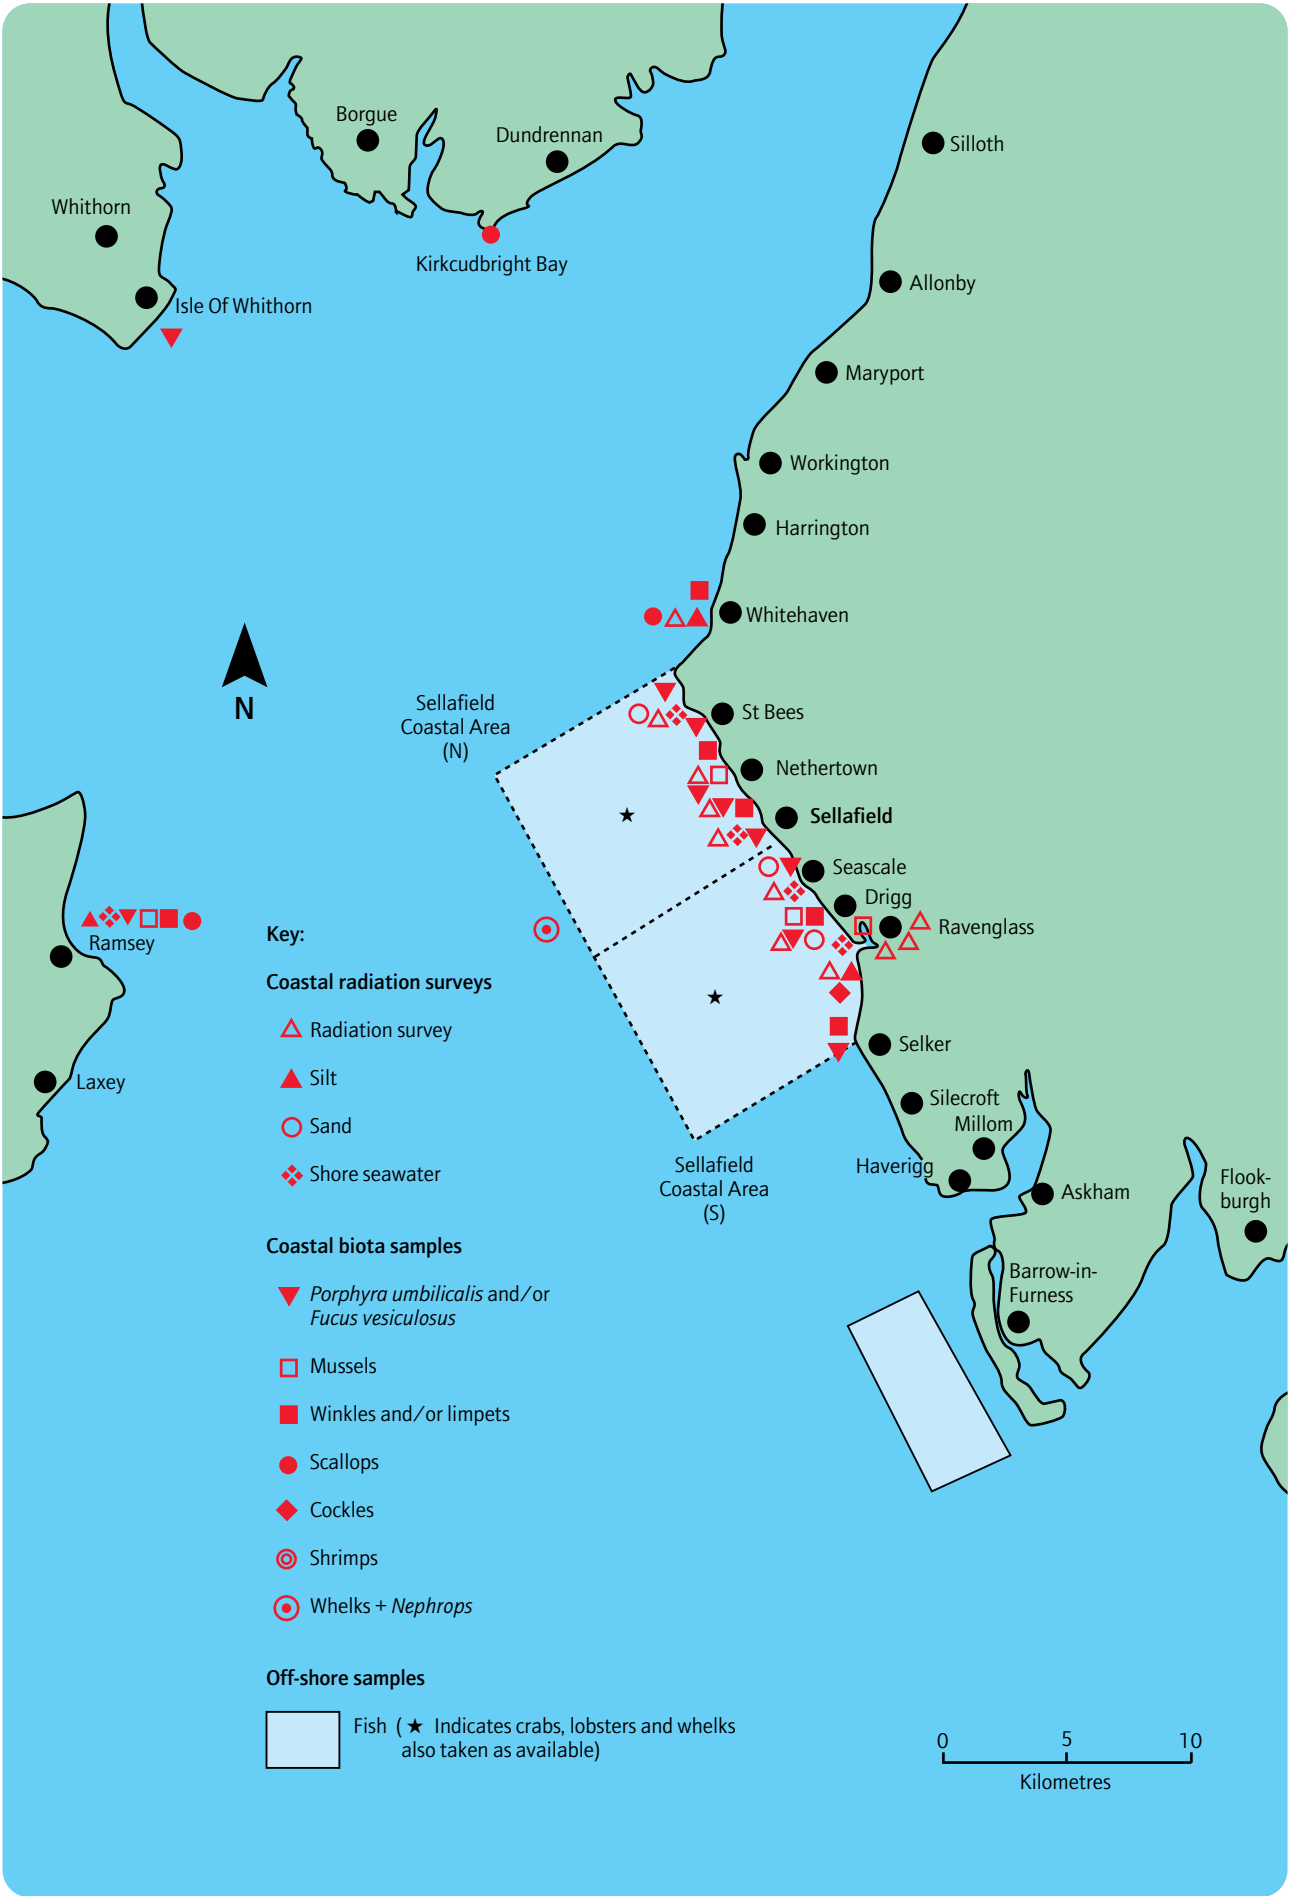 Borgue
Dundrennan
Silloth
Whithorn
Kirkcudbright Bay
Isle Of Whithorn
Allonby
Maryport
Workington
Harrington
Whitehaven
N
Sellafield
Coastal Area
(N)
St Bees
Nethertown
Sellafield
Seascale
Drigg
Ravenglass
Ramsey
Laxey
Selker
Silecroft
Millom
Haverigg
Askham
Flook-
burgh
Barrow-in-
Furness
Sellafield
Coastal Area
(S)
Key:
Coastal radiation surveys
Radiation survey
Silt
Sand
Shore seawater
Coastal biota samples
Porphyra umbilicalis and/or
Fucus vesiculosus
Mussels
Winkles and/or limpets
Scallops
Cockles
Shrimps
Whelks + Nephrops
Off-shore samples
Fish ( ★ Indicates crabs, lobsters and whelks
also taken as available)
0 5 10
Kilometres